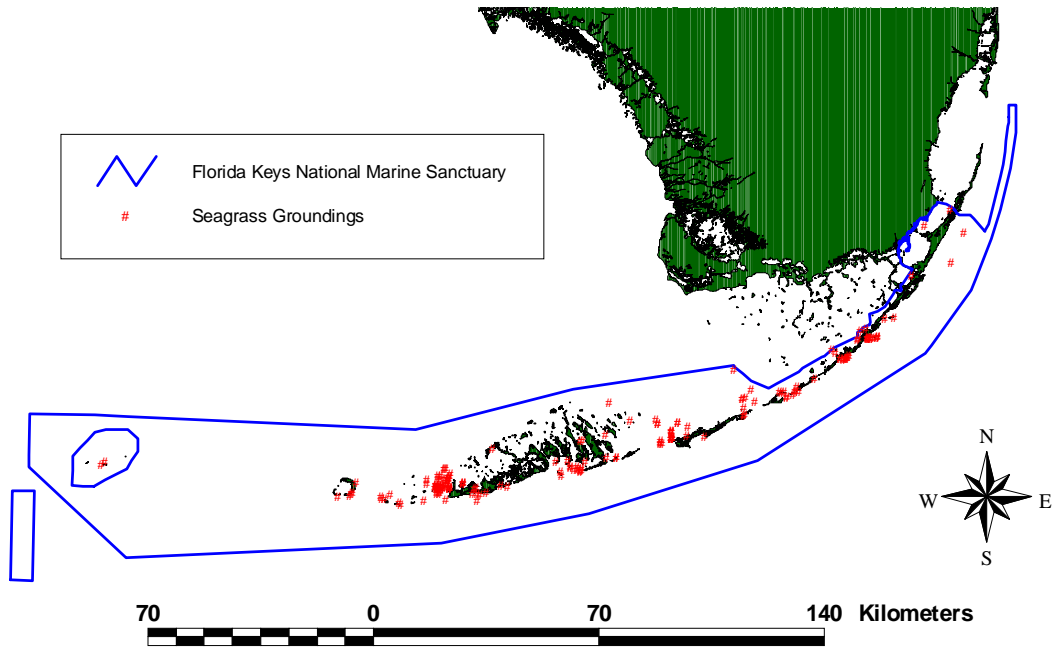 Florida Keys National Marine Sanctuary
# Seagrass Groundings
N
W E
S
70 0 70 140 Kilometers